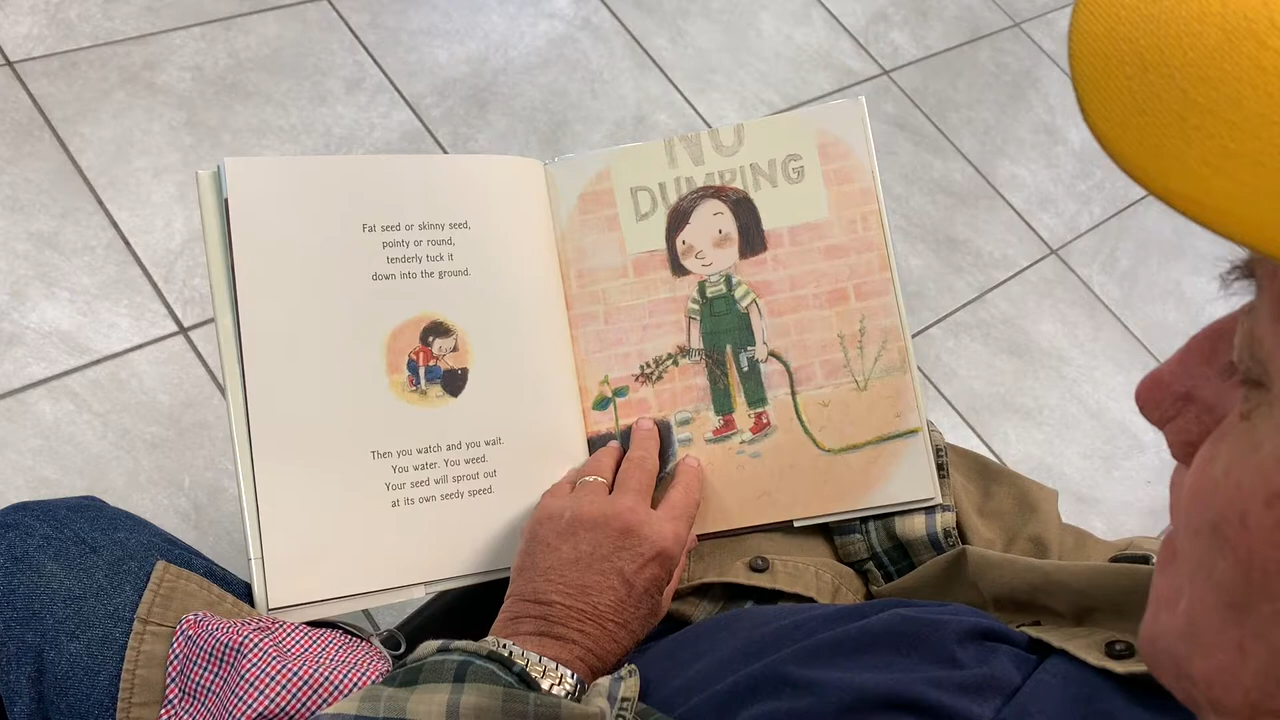 Fat seed or skinny seed,
pointy or round,
tenderly tuck it
down into the ground.
Then you watch and you wait.
You water. You weed.
Your seed will sprout out
at its own seedy speed.
NO
DUMPING